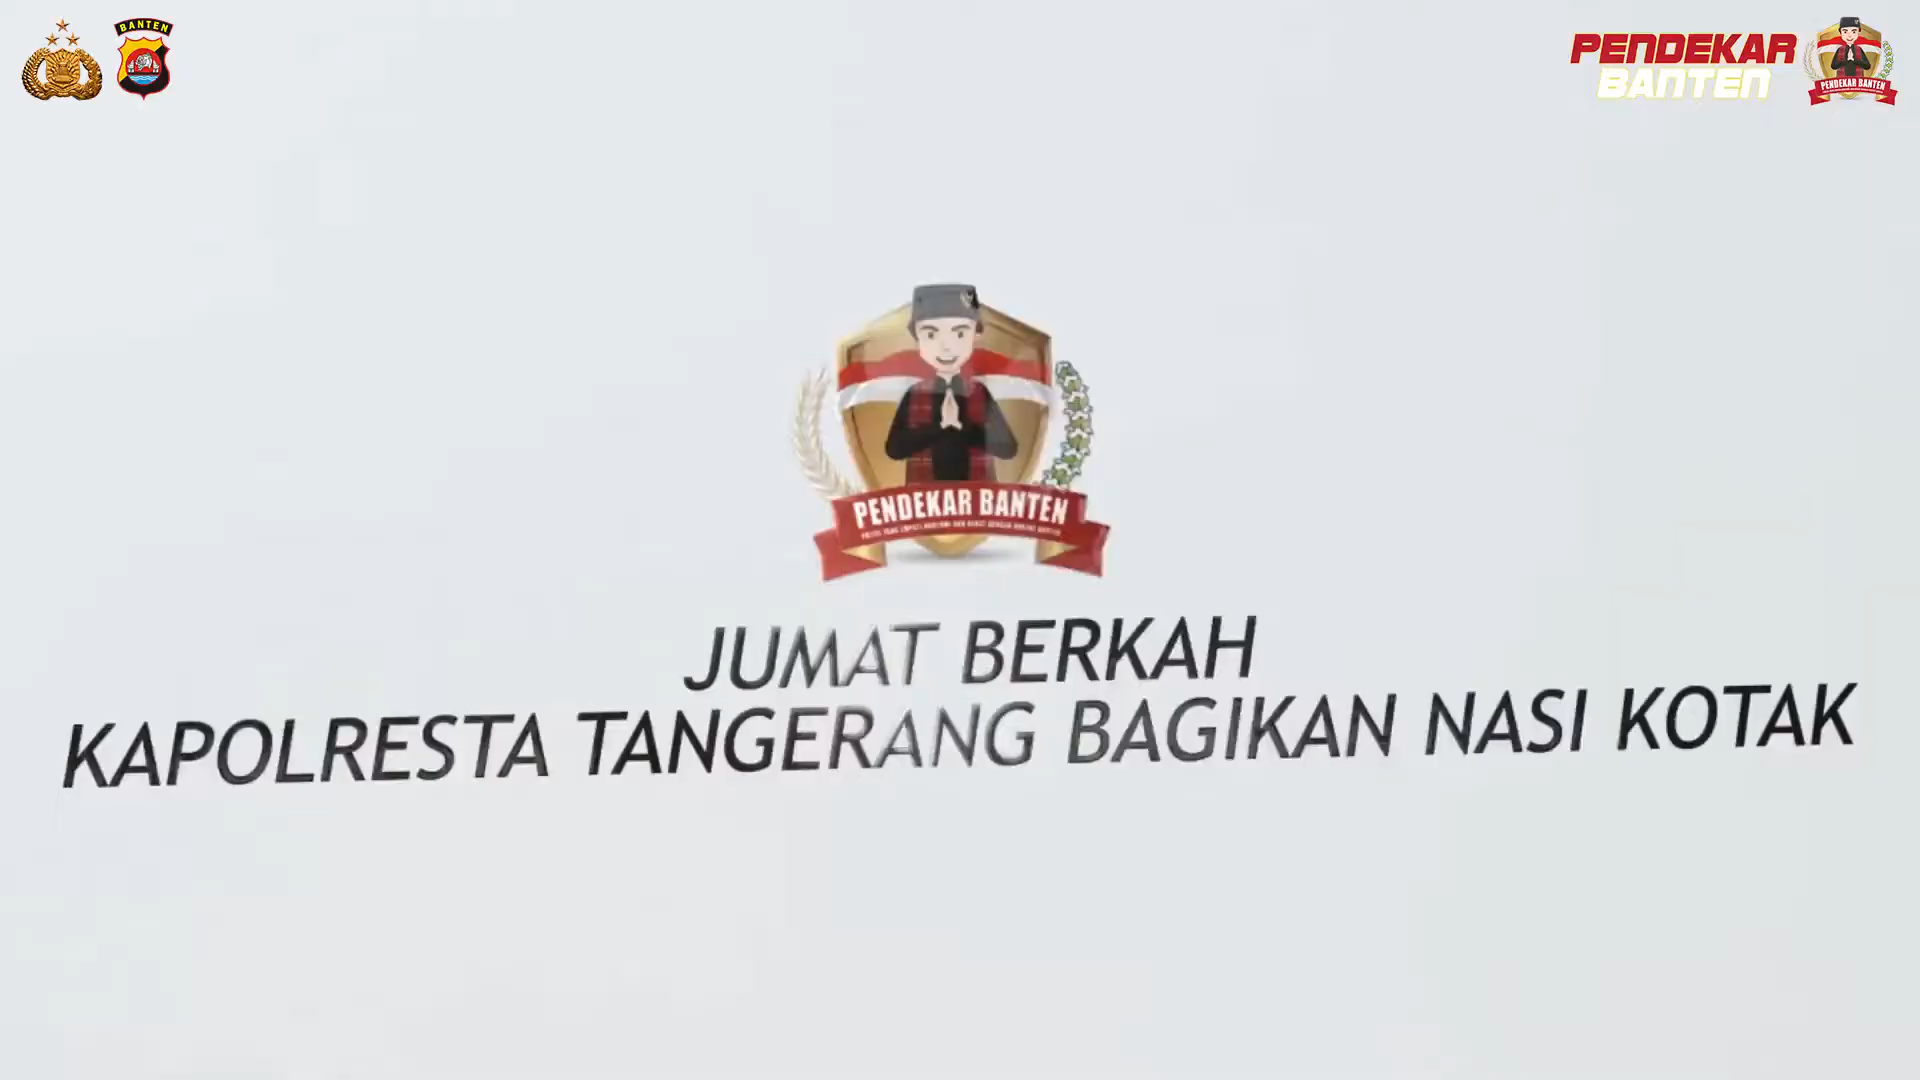 BANTEN
PENDEKAR
BANTEN
PENDEKAR BANTEN
PENDEKAR BANTEN
JUMAT BERKAH
KAPOLRESTA TANGERANG BAGIKAN NASI KOTAK